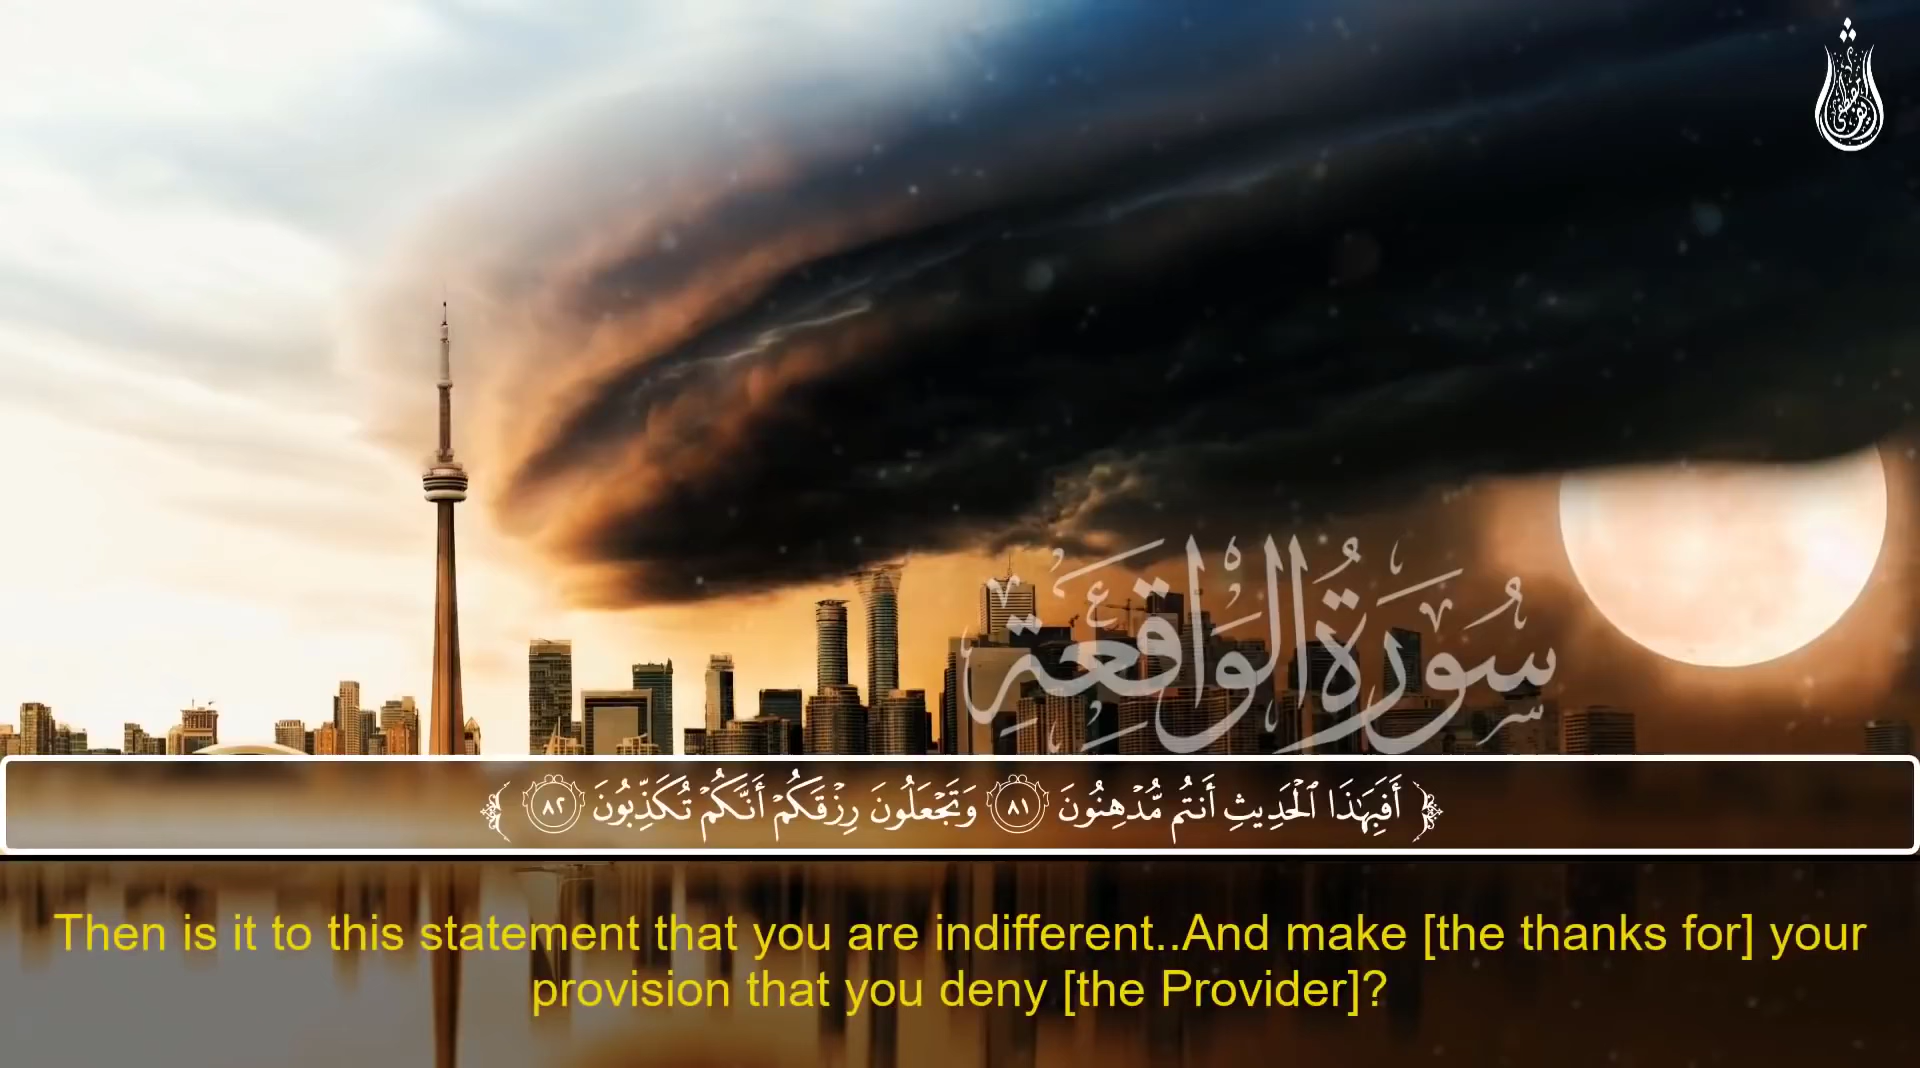 سُورَةُ الوَاقِعَةِ
﴿ أَفَبِهَٰذَا ٱلْحَدِيثِ أَنتُم مُّدْهِنُونَ ٨١ وَتَجْعَلُونَ رِزْقَكُمْ أَنَّكُمْ تُكَذِّبُونَ ٨٢ ﴾
Then is it to this statement that you are indifferent..And make [the thanks for] your
provision that you deny [the Provider]?